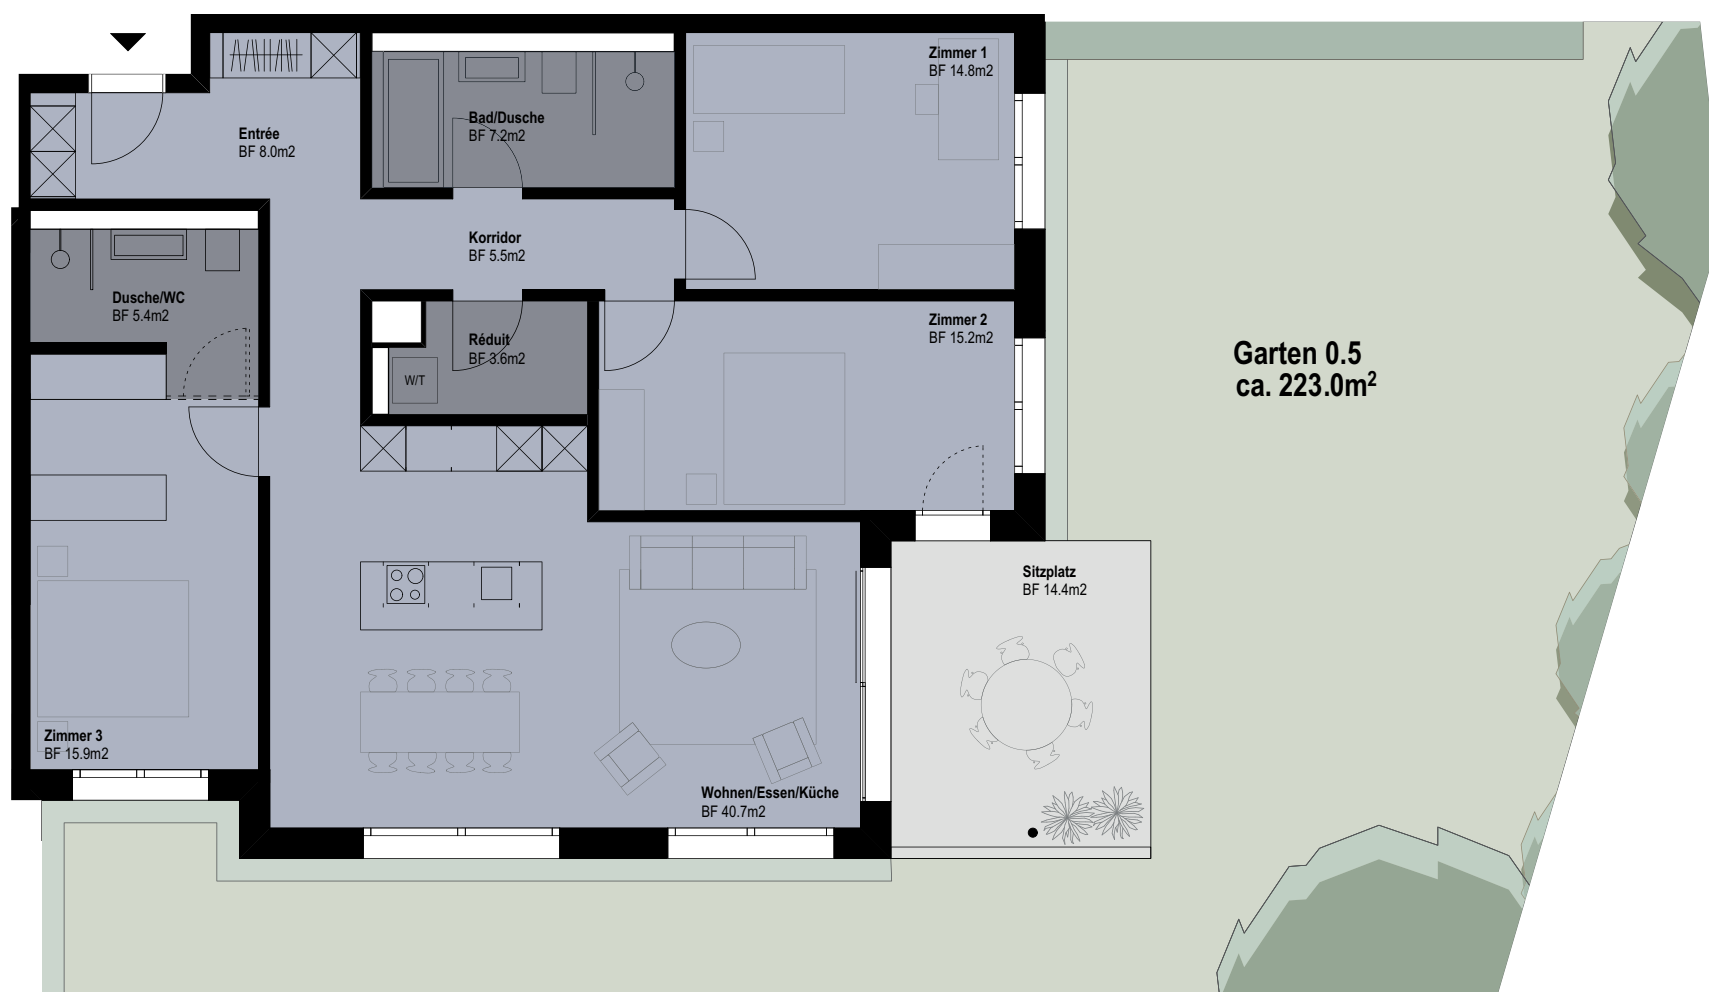 Zimmer 1
BF 14.8m2
Bad/Dusche
BF 7.2m2
Entrée
BF 8.0m2
Korridor
BF 5.5m2
Dusche/WC
BF 5.4m2
Zimmer 2
BF 15.2m2
Réduit
BF 3.6m2
W/T
Garten 0.5
ca. 223.0m²
Sitzplatz
BF 14.4m2
Zimmer 3
BF 15.9m2
Wohnen/Essen/Küche
BF 40.7m2